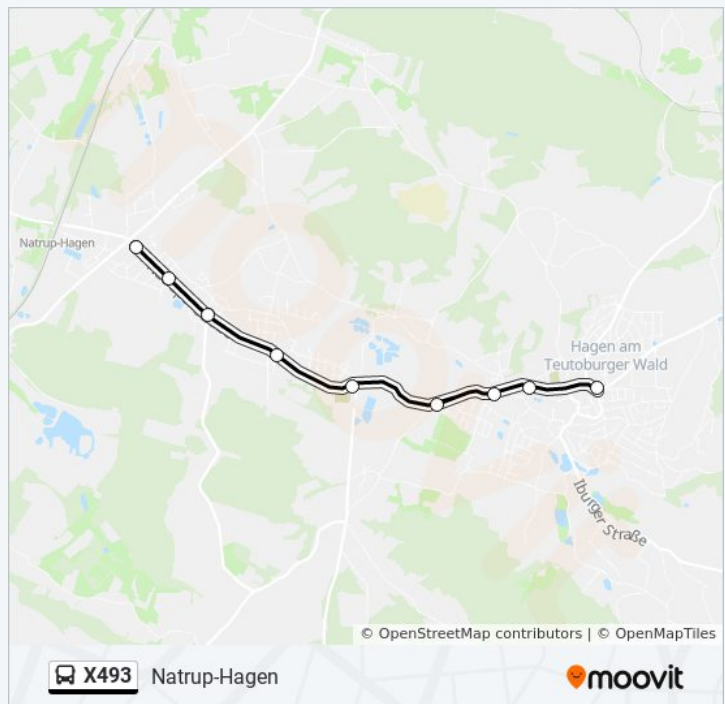 Natrup-Hagen
Hagen am
Teutoburger Wald
Iburger Straße
© OpenStreetMap contributors | © OpenMapTiles
X493 Natrup-Hagen
moovit